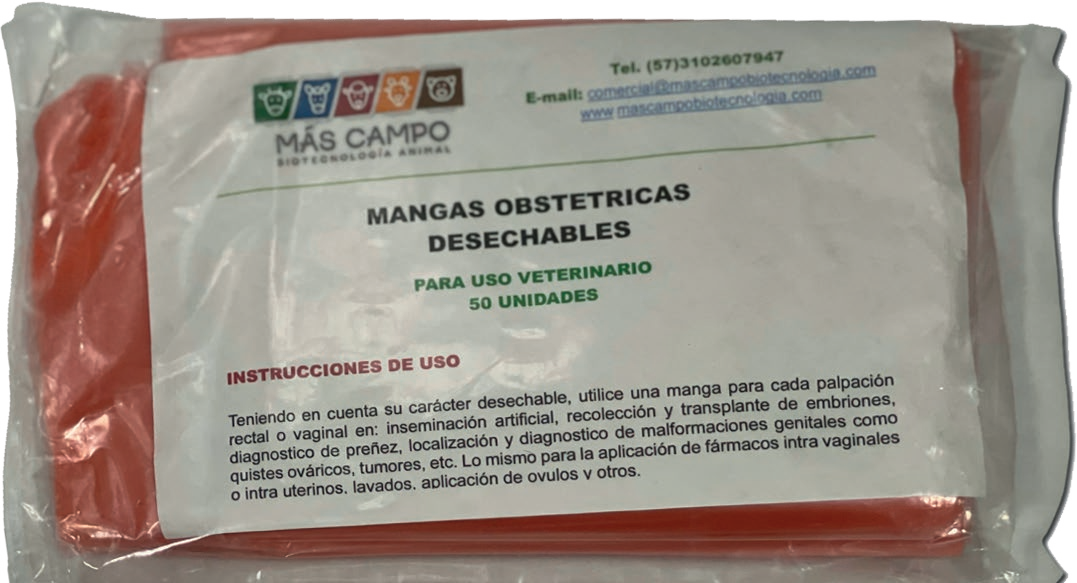 Tel. (57)3102607947
E-mail: comercial@mascampobiotecnologia.com
www.mascampobiotecnologia.com
MÁS CAMPO
BIOTECNOLOGÍA ANIMAL
MANGAS OBSTETRICAS
DESECHABLES
PARA USO VETERINARIO
50 UNIDADES
INSTRUCCIONES DE USO
Teniendo en cuenta su carácter desechable, utilice una manga para cada palpación
rectal o vaginal en: inseminación artificial, recolección y transplante de embriones,
diagnostico de preñez, localización y diagnostico de malformaciones genitales como
quistes ováricos, tumores, etc. Lo mismo para la aplicación de fármacos intra vaginales
o intra uterinos, lavados, aplicación de ovulos y otros.